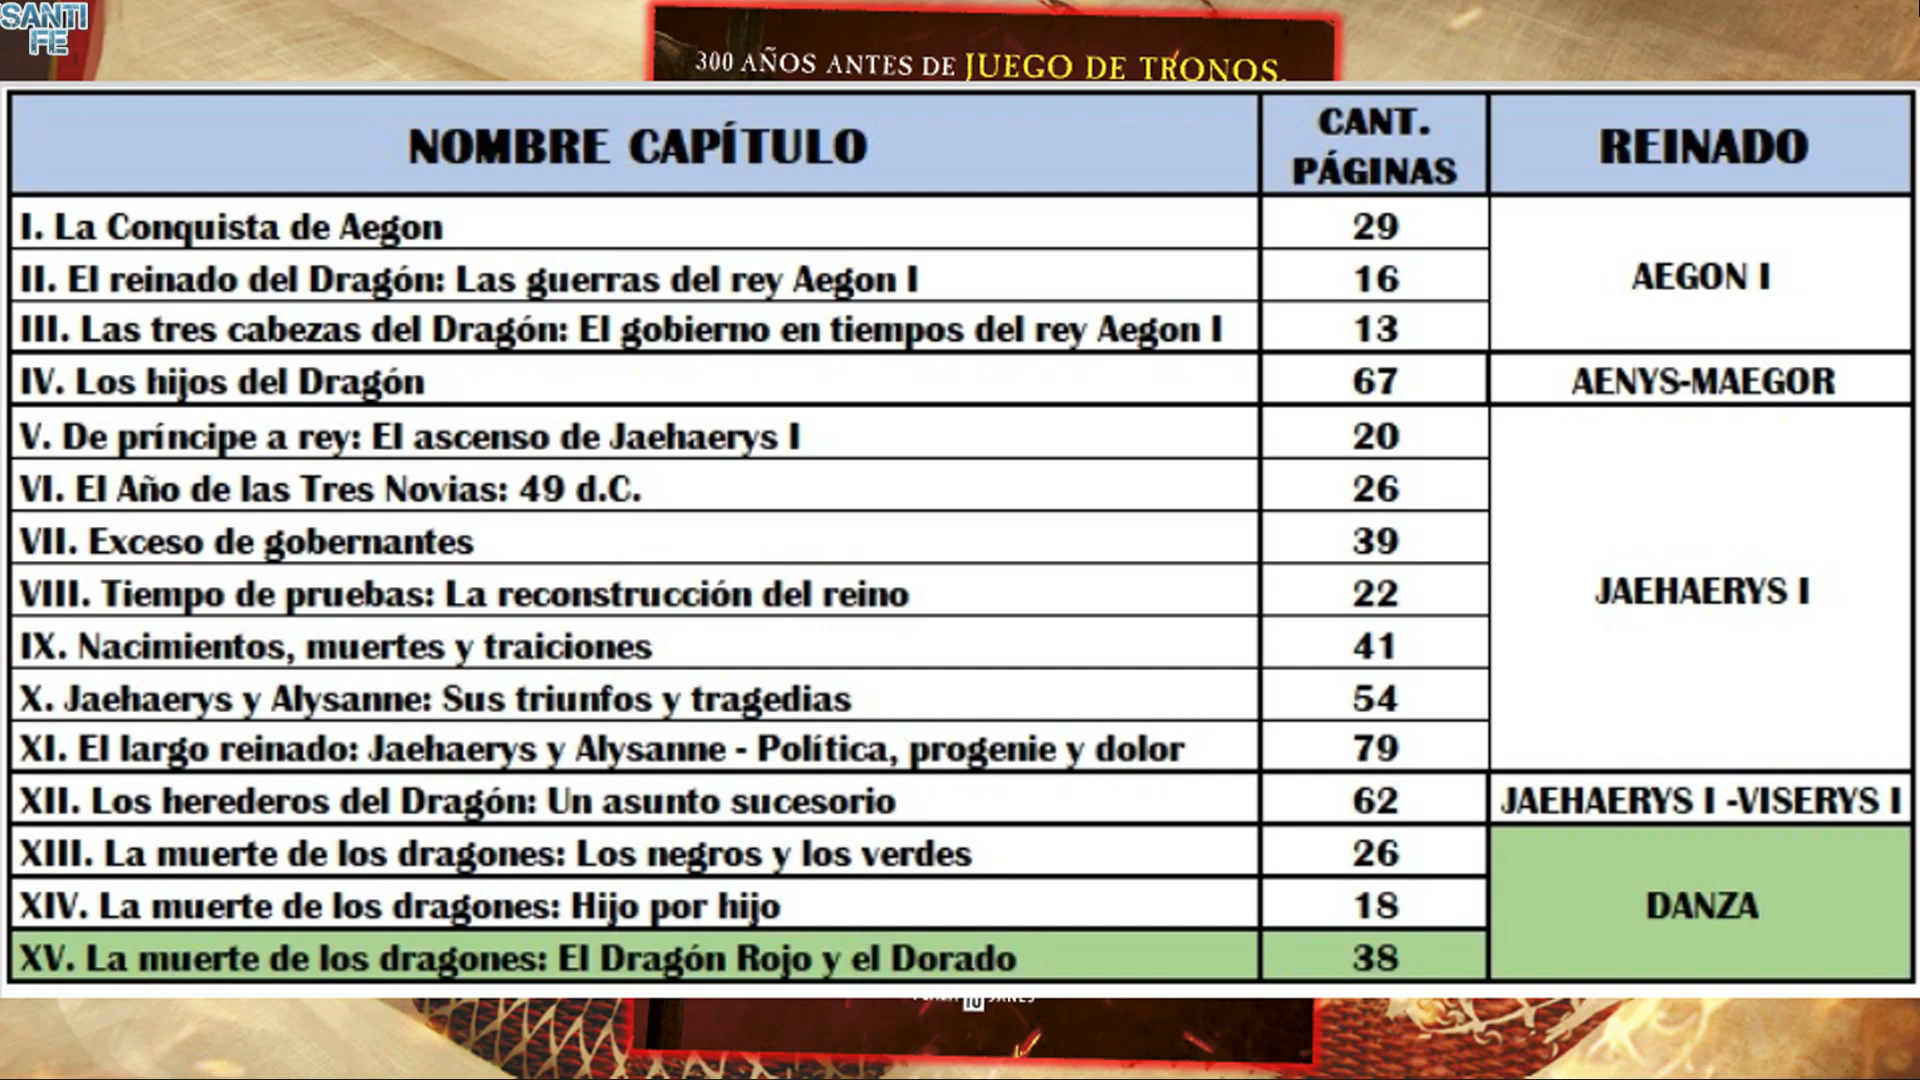 SANTI
FE
300 AÑOS ANTES DE JUEGO DE TRONOS.
NOMBRE CAPÍTULO
CANT.
PÁGINAS
REINADO
I. La Conquista de Aegon
29
II. El reinado del Dragón: Las guerras del rey Aegon I
16
AEGON I
III. Las tres cabezas del Dragón: El gobierno en tiempos del rey Aegon I
13
IV. Los hijos del Dragón
67
AENYS-MAEGOR
V. De príncipe a rey: El ascenso de Jaehaerys I
20
VI. El Año de las Tres Novias: 49 d.C.
26
VII. Exceso de gobernantes
39
VIII. Tiempo de pruebas: La reconstrucción del reino
22
JAEHAERYS I
IX. Nacimientos, muertes y traiciones
41
X. Jaehaerys y Alysanne: Sus triunfos y tragedias
54
XI. El largo reinado: Jaehaerys y Alysanne - Política, progenie y dolor
79
XII. Los herederos del Dragón: Un asunto sucesorio
62
JAEHAERYS I -VISERYS I
XIII. La muerte de los dragones: Los negros y los verdes
26
XIV. La muerte de los dragones: Hijo por hijo
18
DANZA
XV. La muerte de los dragones: El Dragón Rojo y el Dorado
38